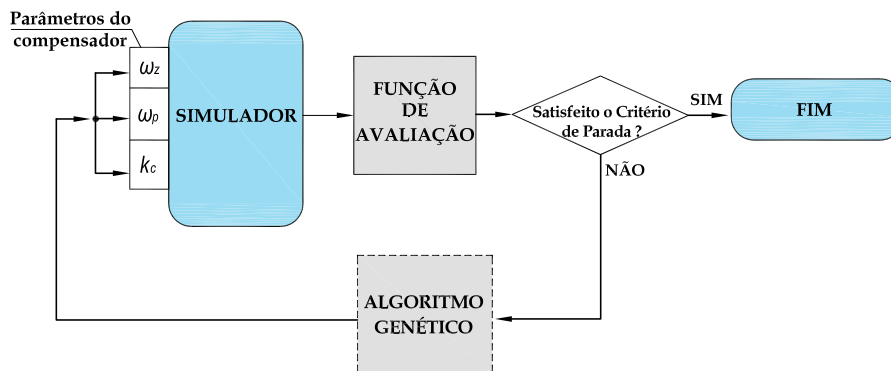 Parâmetros do
compensador
ωz
ωp
kc
SIMULADOR
FUNÇÃO
DE
AVALIAÇÃO
Satisfeito o Critério
de Parada ?
SIM
FIM
NÃO
ALGORITMO
GENÉTICO